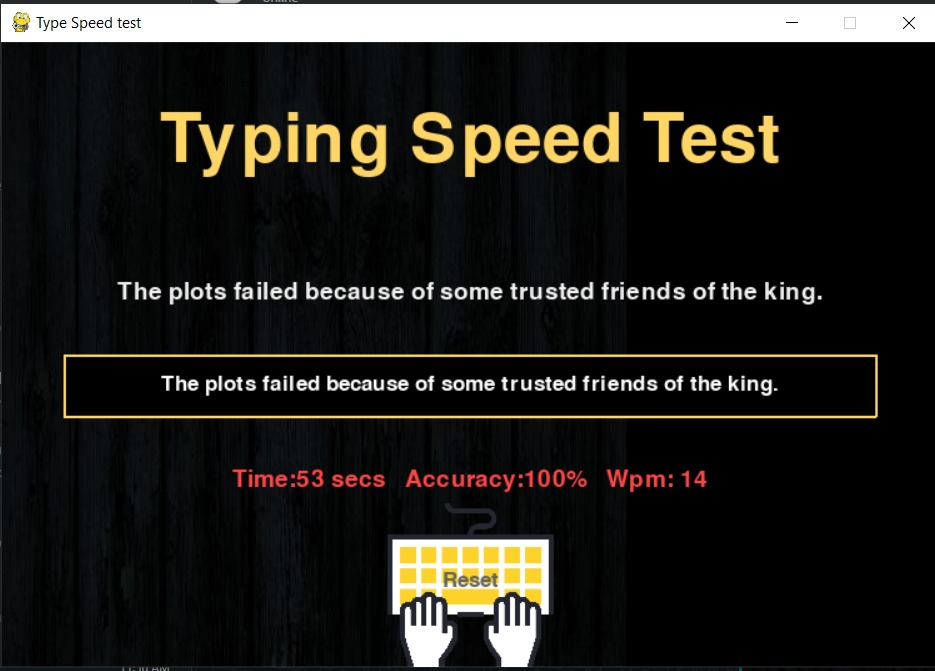 Online
Type Speed test
Typing Speed Test
The plots failed because of some trusted friends of the king.
The plots failed because of some trusted friends of the king.
Time:53 secs Accuracy:100% Wpm: 14
Reset